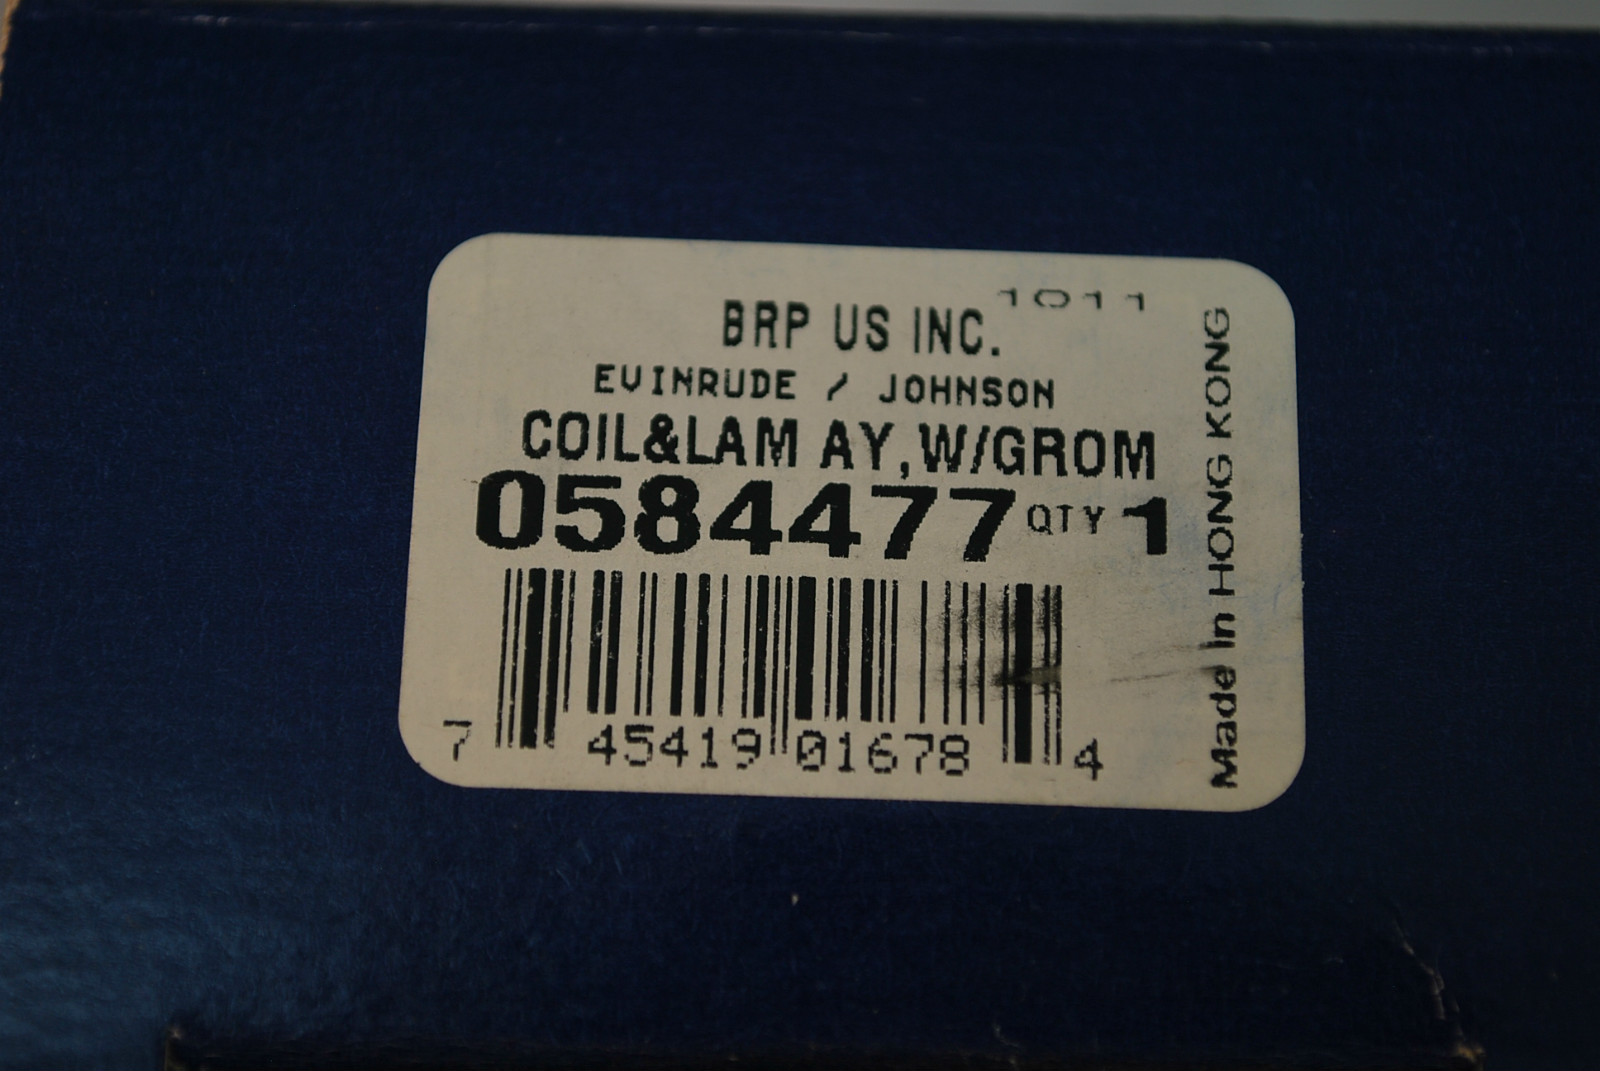 1011
BRP US INC.
EVINRUDE / JOHNSON
COIL&LAM AY,W/GROM
0584477 QTY 1
7 45419 01678 4
Made in HONG KONG